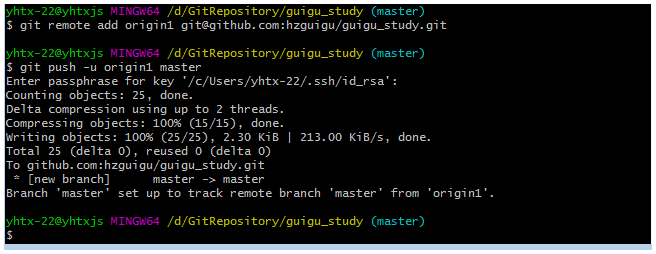 yhtx-22@yhtxjs MINGW64 /d/GitRepository/guigu_study (master)
$ git remote add origin1 git@github.com:hzguigu/guigu_study.git
yhtx-22@yhtxjs MINGW64 /d/GitRepository/guigu_study (master)
$ git push -u origin1 master
Enter passphrase for key '/c/Users/yhtx-22/.ssh/id_rsa':
Counting objects: 25, done.
Delta compression using up to 2 threads.
Compressing objects: 100% (15/15), done.
Writing objects: 100% (25/25), 2.30 KiB | 213.00 KiB/s, done.
Total 25 (delta 0), reused 0 (delta 0)
To github.com:hzguigu/guigu_study.git
 * [new branch]      master -> master
Branch 'master' set up to track remote branch 'master' from 'origin1'.
yhtx-22@yhtxjs MINGW64 /d/GitRepository/guigu_study (master)
$